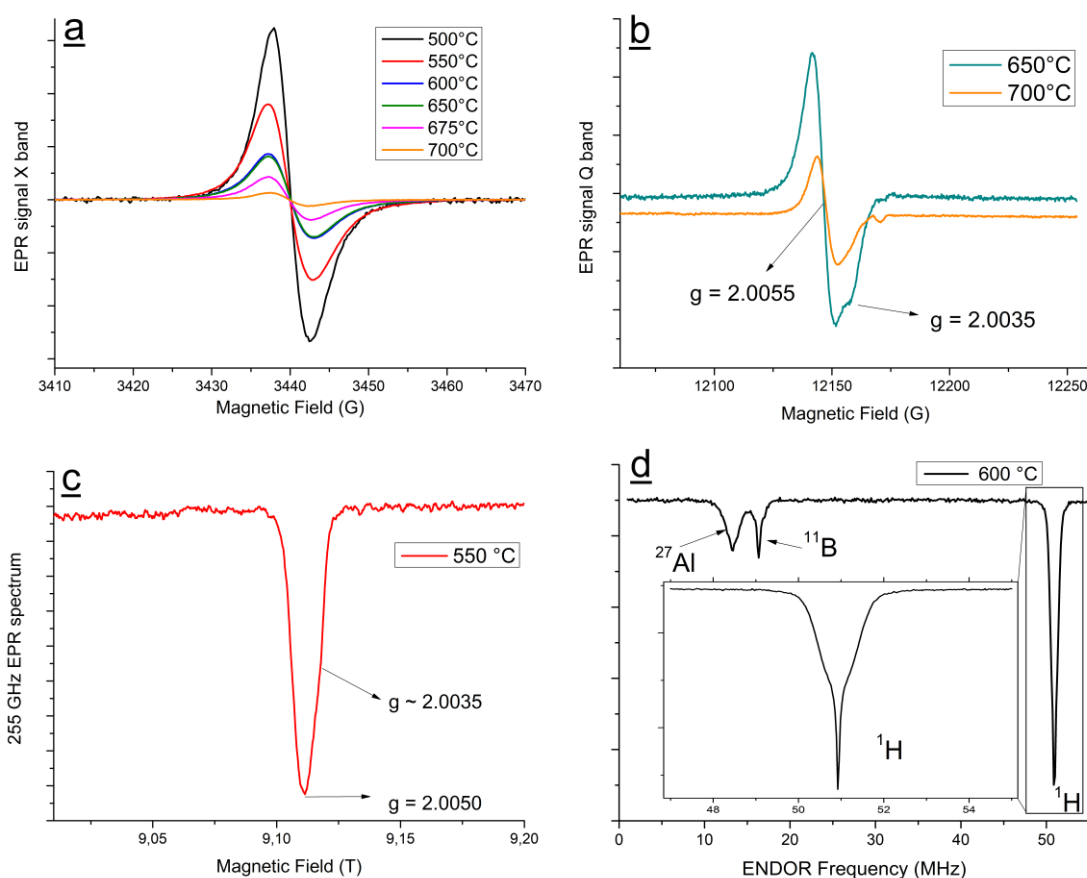 a
500°C
550°C
600°C
650°C
675°C
700°C
EPR signal X band
3410 3420 3430 3440 3450 3460 3470
Magnetic Field (G)
b
650°C
700°C
g = 2.0055
g = 2.0035
EPR signal Q band
12100 12150 12200 12250
Magnetic Field (G)
c
550 °C
g ~ 2.0035
g = 2.0050
255 GHz EPR spectrum
9,05 9,10 9,15 9,20
Magnetic Field (T)
d
600 °C
²⁷Al
¹¹B
¹H
48 50 52 54
¹H
0 10 20 30 40 50
ENDOR Frequency (MHz)